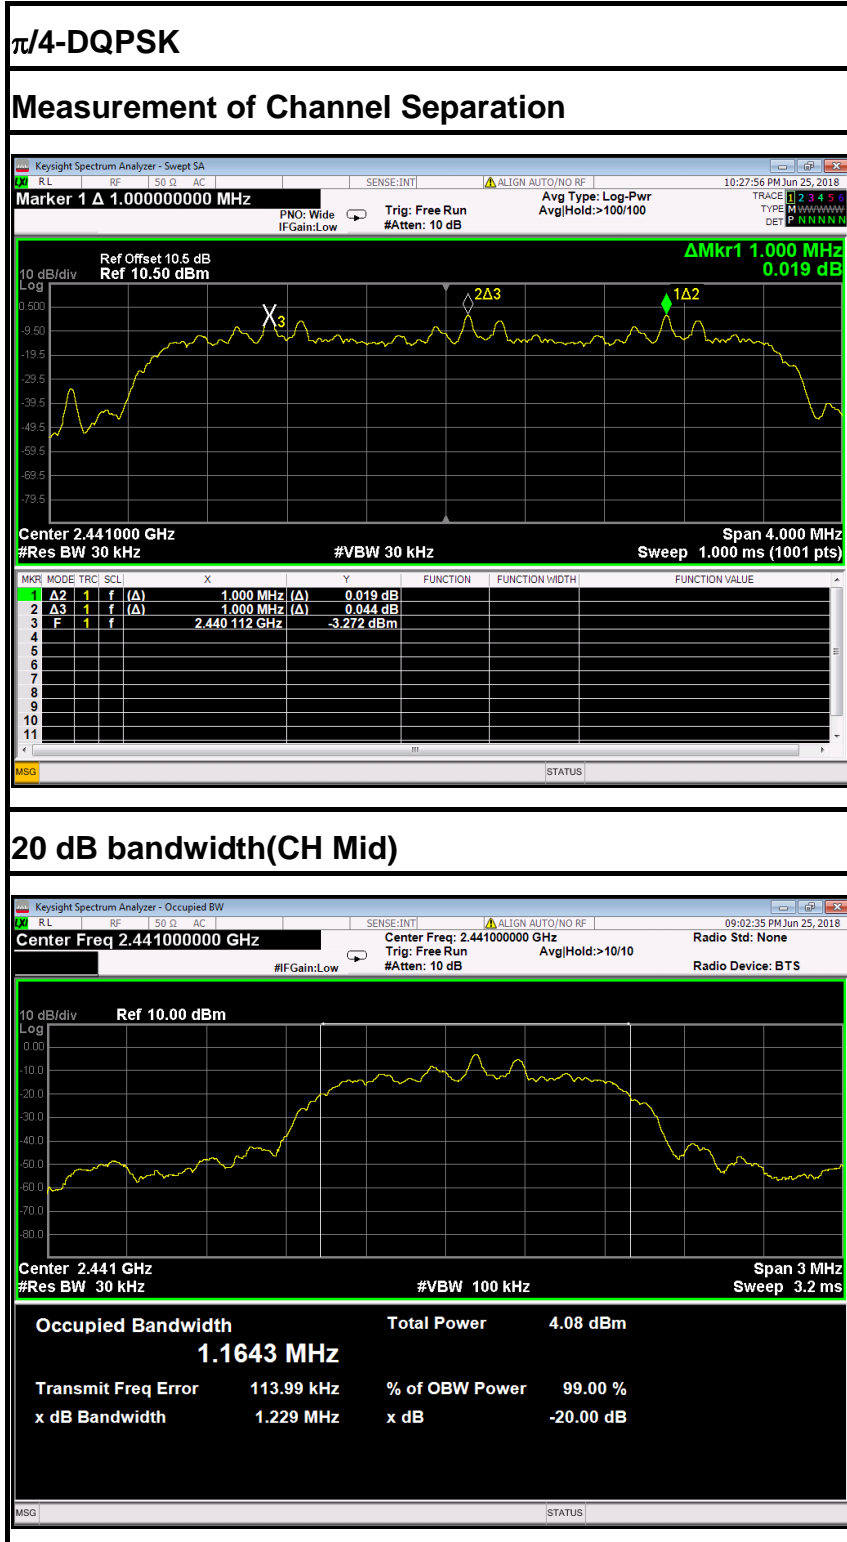 π/4-DQPSK
Measurement of Channel Separation
Keysight Spectrum Analyzer - Swept SA
LXI RL RF 50 Ω AC SENSE:INT ALIGN AUTO/NO RF 10:27:56 PM Jun 25, 2018
Marker 1 Δ 1.000000000 MHz
PNO: Wide
IFGain:Low
Trig: Free Run
#Atten: 10 dB
Avg Type: Log-Pwr
Avg|Hold:>100/100
TRACE 1 2 3 4 5 6
TYPE M WWWWW
DET P NNNNN
ΔMkr1 1.000 MHz
0.019 dB
Ref Offset 10.5 dB
10 dB/div Ref 10.50 dBm
Log
2Δ3
1Δ2
3
0.500
-9.50
-19.5
-29.5
-39.5
-49.5
-59.5
-69.5
-79.5
Center 2.441000 GHz Span 4.000 MHz
#Res BW 30 kHz #VBW 30 kHz Sweep 1.000 ms (1001 pts)
MKR MODE TRC SCL X Y FUNCTION FUNCTION WIDTH FUNCTION VALUE
1 Δ2 1 f (Δ) 1.000 MHz (Δ) 0.019 dB
2 Δ3 1 f (Δ) 1.000 MHz (Δ) 0.044 dB
3 F 1 f 2.440 112 GHz -3.272 dBm
4
5
6
7
8
9
10
11
MSG STATUS
20 dB bandwidth(CH Mid)
Keysight Spectrum Analyzer - Occupied BW
LXI RL RF 50 Ω AC SENSE:INT ALIGN AUTO/NO RF 09:02:35 PM Jun 25, 2018
Center Freq 2.441000000 GHz
#IFGain:Low
Center Freq: 2.441000000 GHz
Trig: Free Run Avg|Hold:>10/10
#Atten: 10 dB
Radio Std: None
Radio Device: BTS
10 dB/div Ref 10.00 dBm
Log
0.00
-10.0
-20.0
-30.0
-40.0
-50.0
-60.0
-70.0
-80.0
Center 2.441 GHz Span 3 MHz
#Res BW 30 kHz #VBW 100 kHz Sweep 3.2 ms
Occupied Bandwidth Total Power 4.08 dBm
1.1643 MHz
Transmit Freq Error 113.99 kHz % of OBW Power 99.00 %
x dB Bandwidth 1.229 MHz x dB -20.00 dB
MSG STATUS